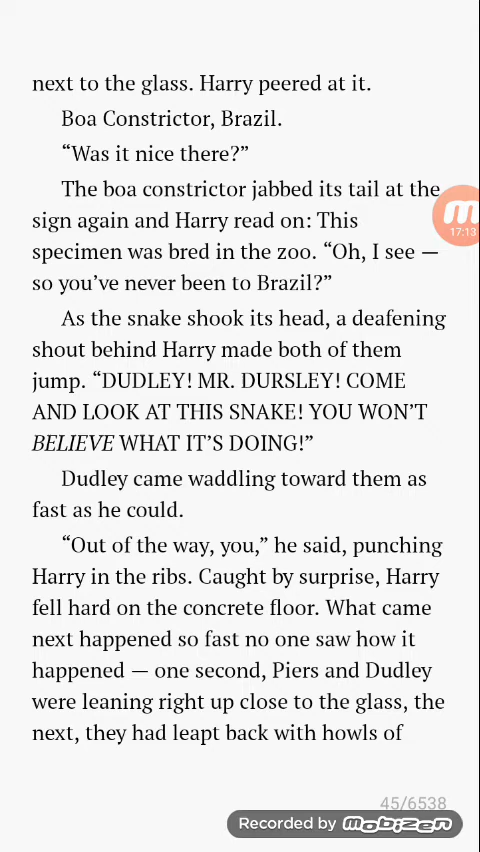 next to the glass. Harry peered at it.
Boa Constrictor, Brazil.
“Was it nice there?”
The boa constrictor jabbed its tail at the
sign again and Harry read on: This
specimen was bred in the zoo. “Oh, I see —
so you’ve never been to Brazil?”
As the snake shook its head, a deafening
shout behind Harry made both of them
jump. “DUDLEY! MR. DURSLEY! COME
AND LOOK AT THIS SNAKE! YOU WON’T
BELIEVE WHAT IT’S DOING!”
Dudley came waddling toward them as
fast as he could.
“Out of the way, you,” he said, punching
Harry in the ribs. Caught by surprise, Harry
fell hard on the concrete floor. What came
next happened so fast no one saw how it
happened — one second, Piers and Dudley
were leaning right up close to the glass, the
next, they had leapt back with howls of
m
17:13
45/6538
Recorded by mobizen